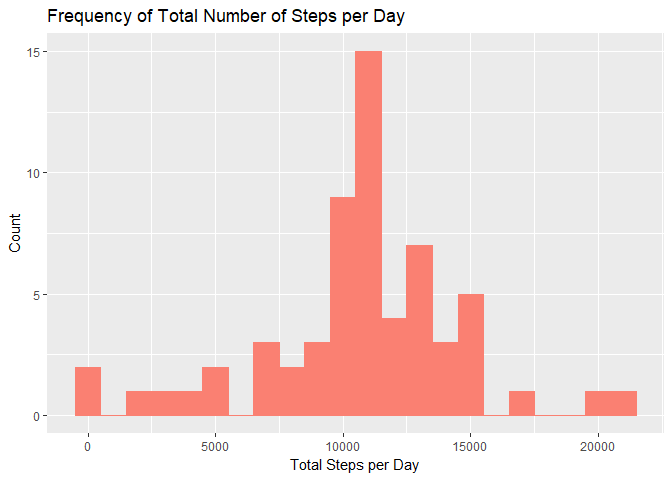 Frequency of Total Number of Steps per Day
15
10
5
0
Count
0 5000 10000 15000 20000
Total Steps per Day